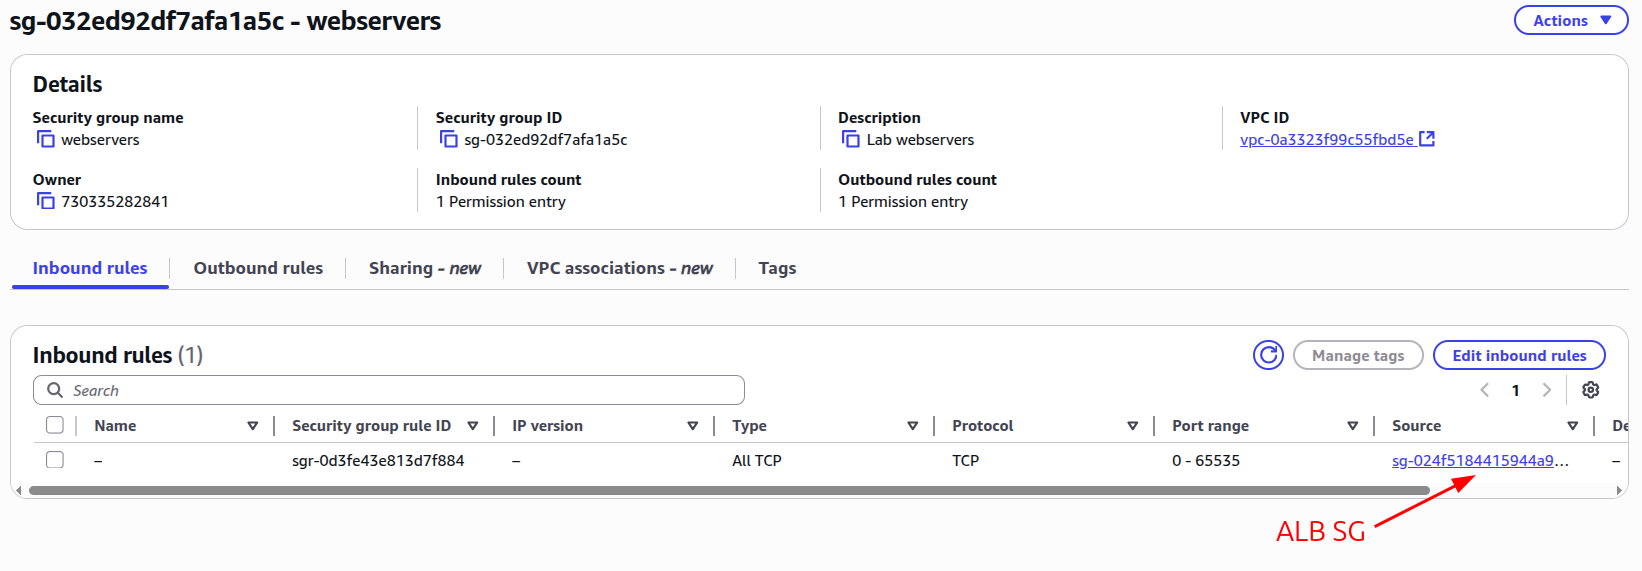 sg-032ed92df7afa1a5c - webservers
Actions
Details
Security group name
webservers
Security group ID
sg-032ed92df7afa1a5c
Description
Lab webservers
VPC ID
vpc-0a3323f99c55fbd5e
Owner
730335282841
Inbound rules count
1 Permission entry
Outbound rules count
1 Permission entry
Inbound rules Outbound rules Sharing - new VPC associations - new Tags
Inbound rules (1)
Manage tags Edit inbound rules
Search
1
Name Security group rule ID IP version Type Protocol Port range Source De
– sgr-0d3fe43e813d7f884 – All TCP TCP 0 - 65535 sg-024f5184415944a9... –
ALB SG